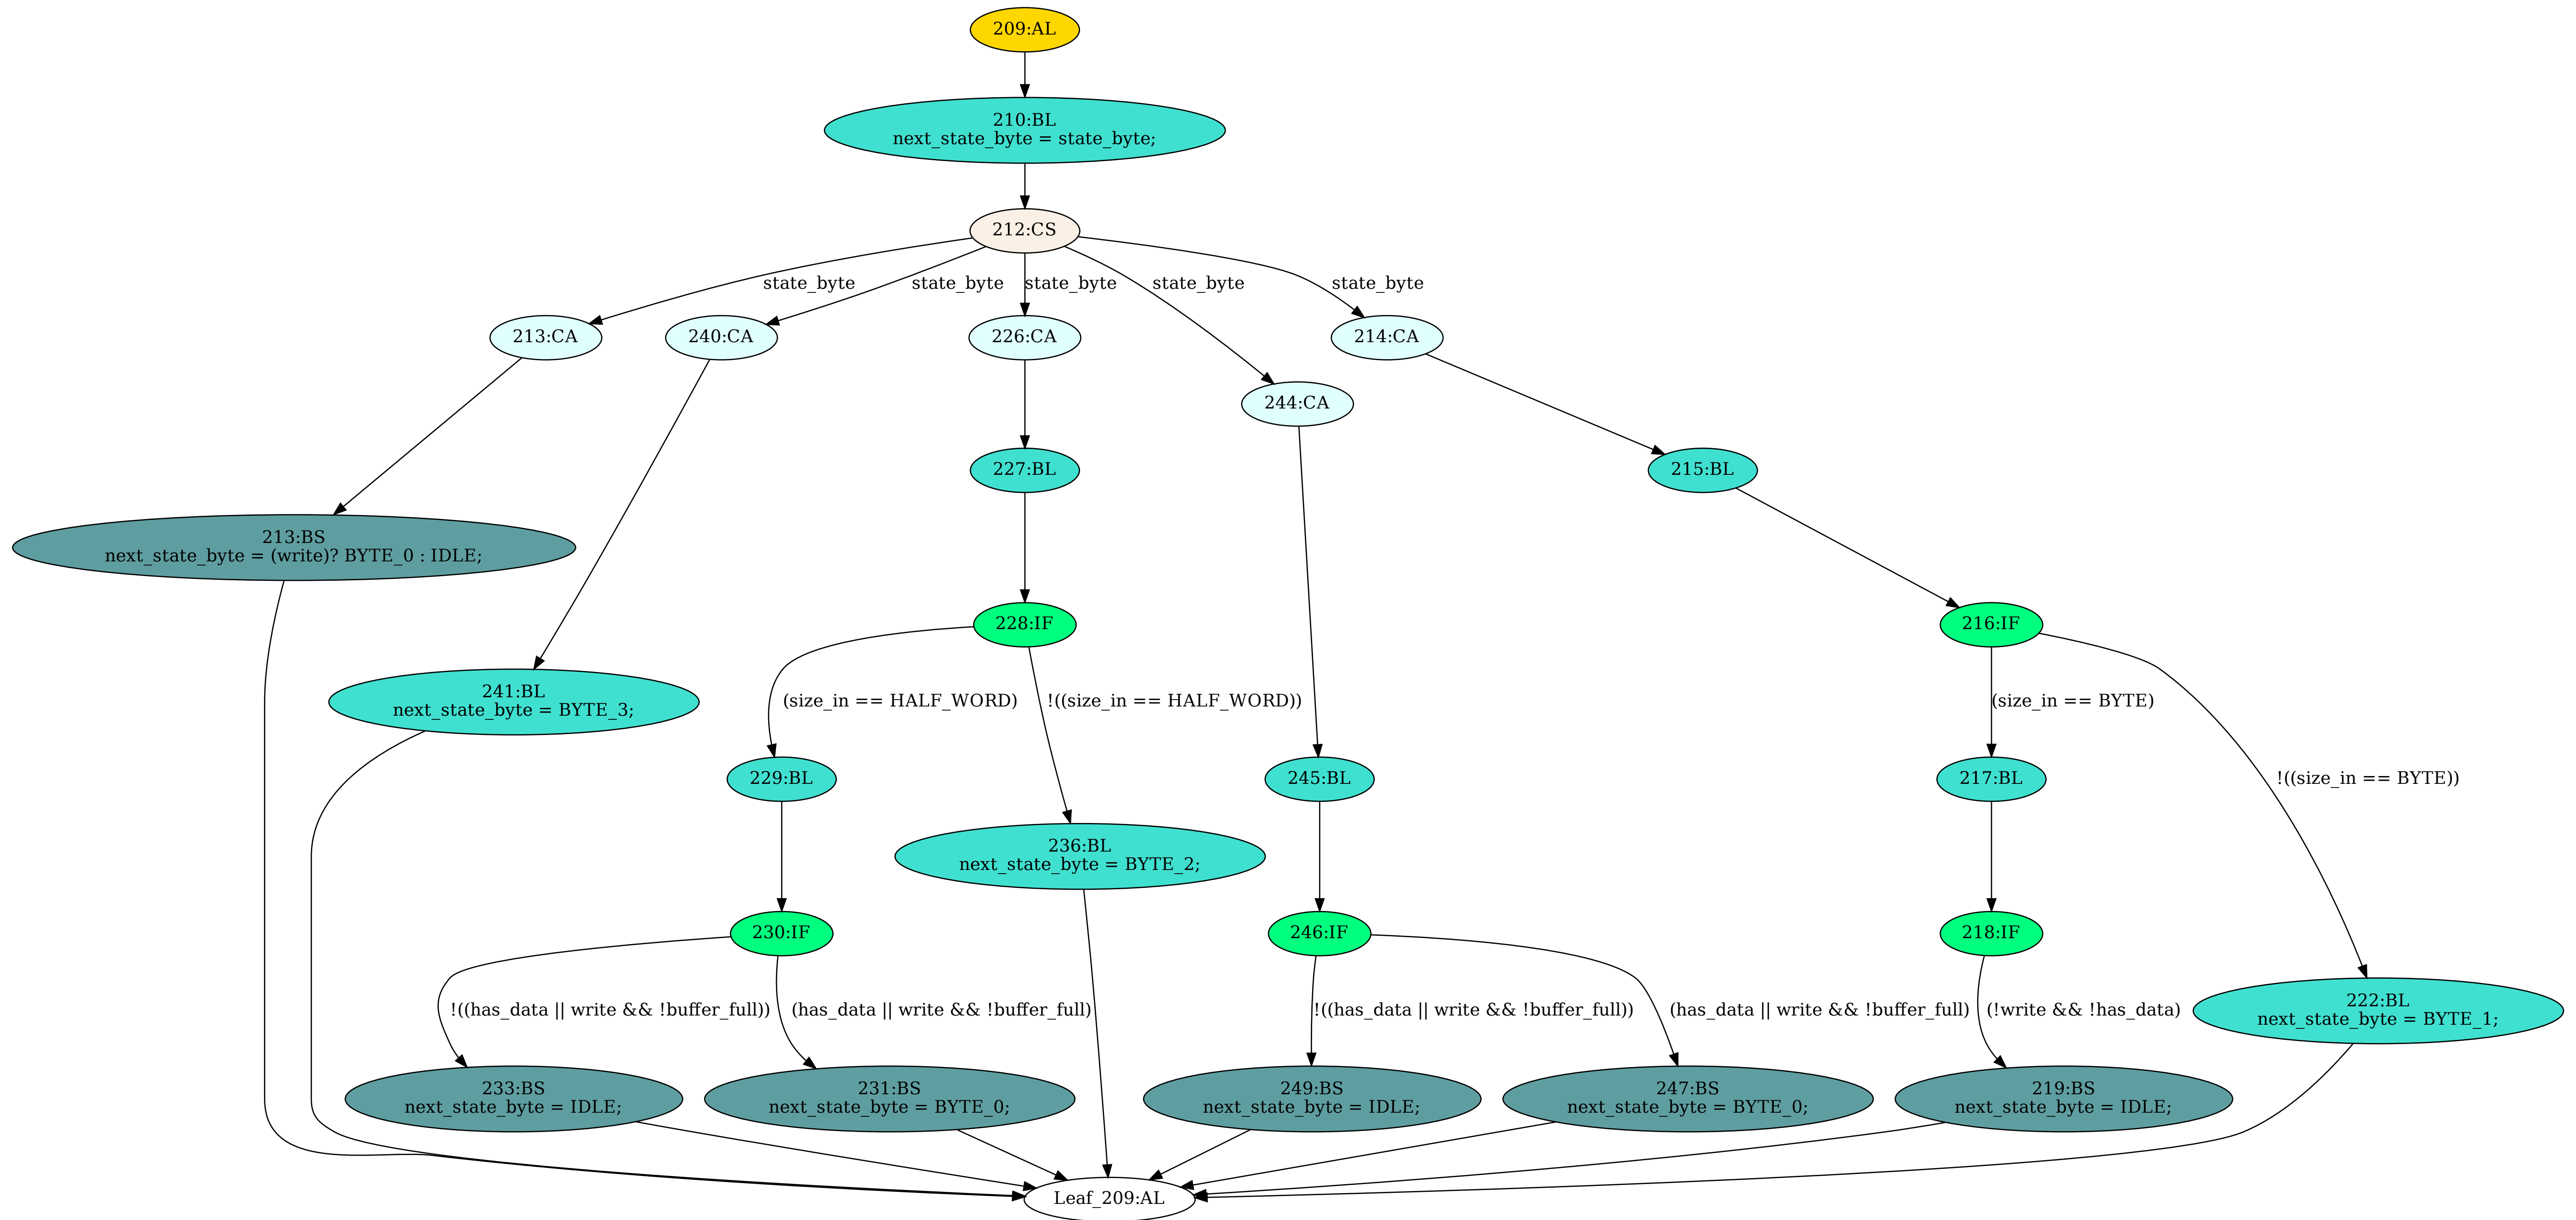 209:AL
210:BL
next_state_byte = state_byte;
212:CS
state_byte
state_byte
state_byte
state_byte
state_byte
213:CA
240:CA
226:CA
214:CA
244:CA
227:BL
215:BL
213:BS
next_state_byte = (write)? BYTE_0 : IDLE;
228:IF
216:IF
241:BL
next_state_byte = BYTE_3;
(size_in == HALF_WORD)
!((size_in == HALF_WORD))
(size_in == BYTE)
229:BL
245:BL
217:BL
!((size_in == BYTE))
236:BL
next_state_byte = BYTE_2;
230:IF
246:IF
218:IF
!((has_data || write && !buffer_full))
(has_data || write && !buffer_full)
!((has_data || write && !buffer_full))
(has_data || write && !buffer_full)
(!write && !has_data)
222:BL
next_state_byte = BYTE_1;
233:BS
next_state_byte = IDLE;
231:BS
next_state_byte = BYTE_0;
249:BS
next_state_byte = IDLE;
247:BS
next_state_byte = BYTE_0;
219:BS
next_state_byte = IDLE;
Leaf_209:AL